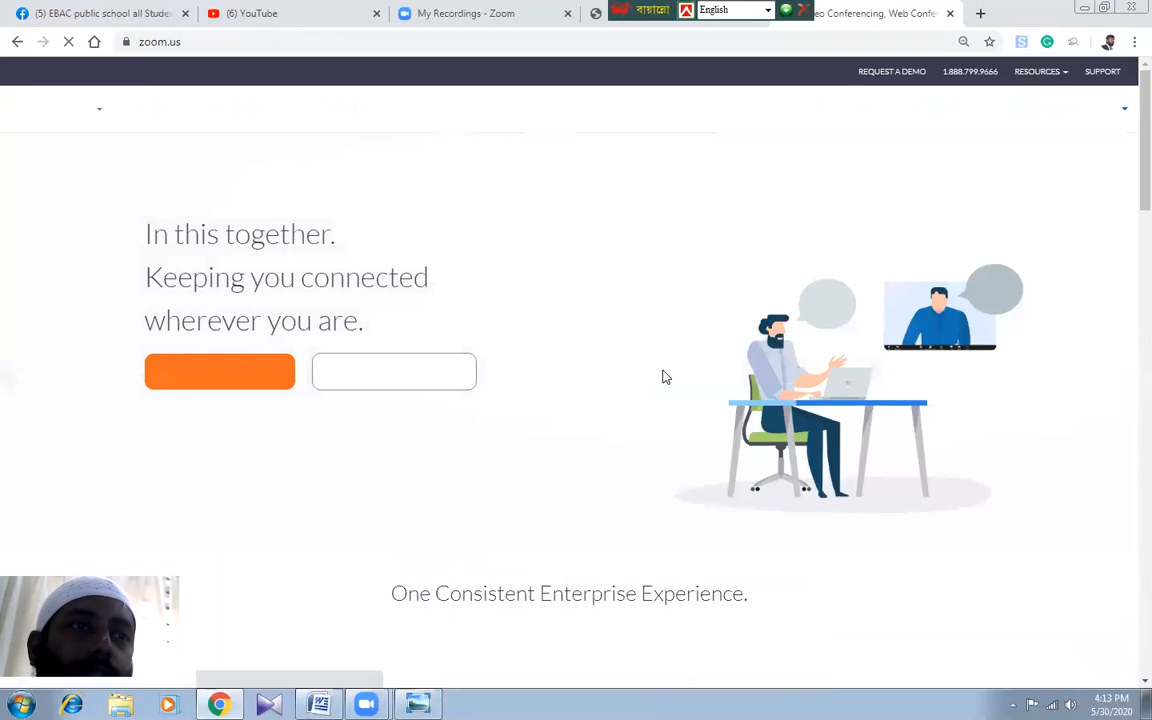 (5) EBAC public school all Stude
(6) YouTube
My Recordings - Zoom
বায়ান্নো
English
eo Conferencing, Web Confe
zoom.us
REQUEST A DEMO
1.888.799.9666
RESOURCES
SUPPORT
In this together.
Keeping you connected
wherever you are.
One Consistent Enterprise Experience.
4:13 PM
5/30/2020